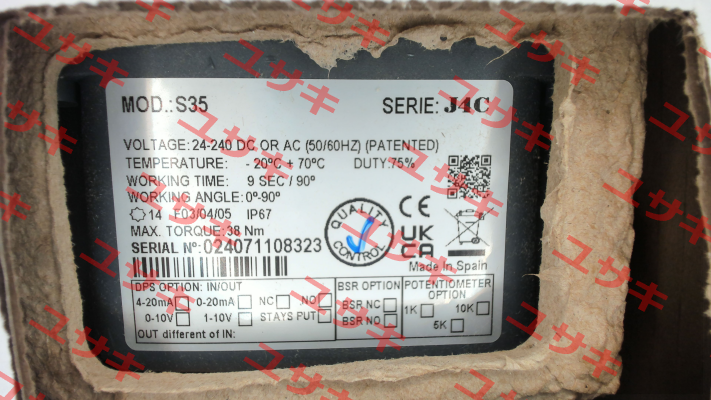 MOD.: S35 SERIE: J4C
VOLTAGE: 24-240 DC OR AC (50/60HZ) (PATENTED)
TEMPERATURE: - 20ºC + 70ºC DUTY:75%
WORKING TIME: 9 SEC / 90º
WORKING ANGLE: 0º-90º
14 F03/04/05 IP67
MAX. TORQUE: 38 Nm
SERIAL Nº: 024071108323
QUALITY CONTROL
CE
UK CA
Made in Spain
DPS OPTION: IN/OUT
4-20mA 0-20mA NC NO
0-10V 1-10V STAYS PUT
OUT different of IN:
BSR OPTION
BSR NC
BSR NO
POTENTIOMETER OPTION
1K 10K
5K
ユサキ